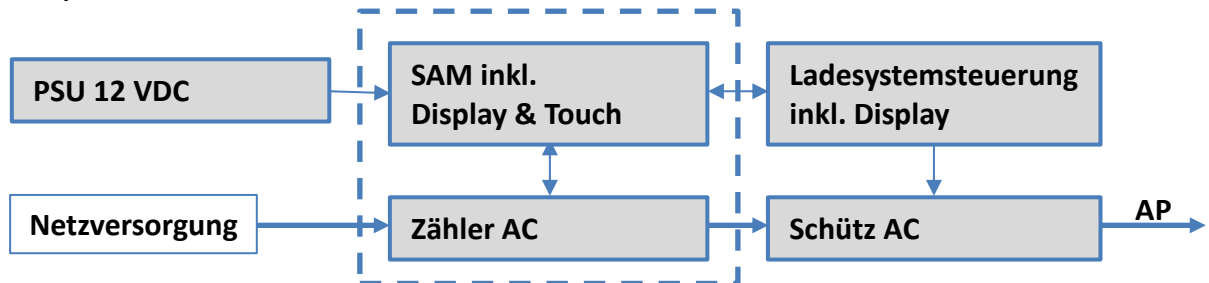 PSU 12 VDC
SAM inkl.
Display & Touch
Ladesystemsteuerung
inkl. Display
Netzversorgung
Zähler AC
Schütz AC
AP